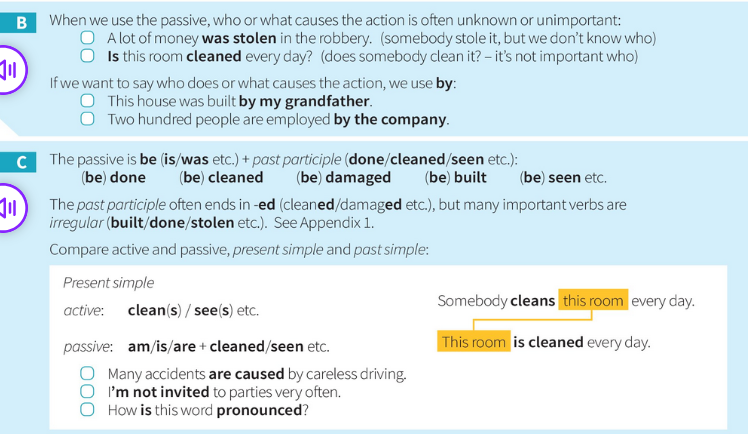 B When we use the passive, who or what causes the action is often unknown or unimportant:
A lot of money was stolen in the robbery. (somebody stole it, but we don't know who)
Is this room cleaned every day? (does somebody clean it? – it's not important who)
If we want to say who does or what causes the action, we use by:
This house was built by my grandfather.
Two hundred people are employed by the company.
C The passive is be (is/was etc.) + past participle (done/cleaned/seen etc.):
(be) done (be) cleaned (be) damaged (be) built (be) seen etc.
The past participle often ends in -ed (cleaned/damaged etc.), but many important verbs are
irregular (built/done/stolen etc.). See Appendix 1.
Compare active and passive, present simple and past simple:
Present simple
active: clean(s) / see(s) etc.
Somebody cleans this room every day.
passive: am/is/are + cleaned/seen etc.
This room is cleaned every day.
Many accidents are caused by careless driving.
I'm not invited to parties very often.
How is this word pronounced?